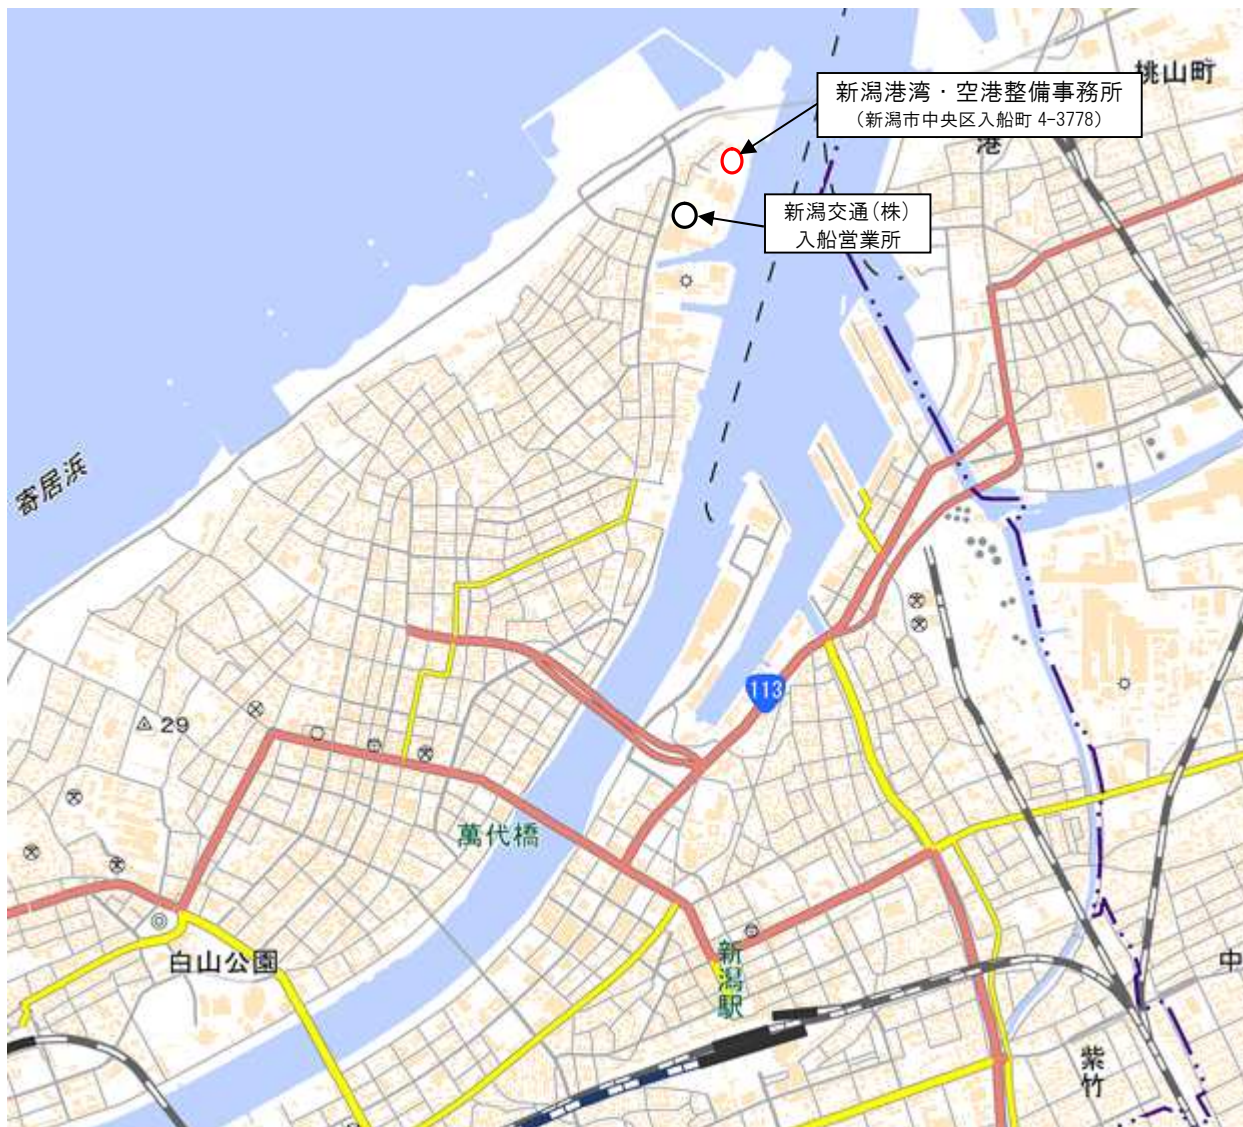 桃山町
新潟港湾・空港整備事務所
（新潟市中央区入船町 4-3778）
港
新潟交通(株)
入船営業所
寄居浜
113
29
萬代橋
白山公園
新潟駅
中
紫竹